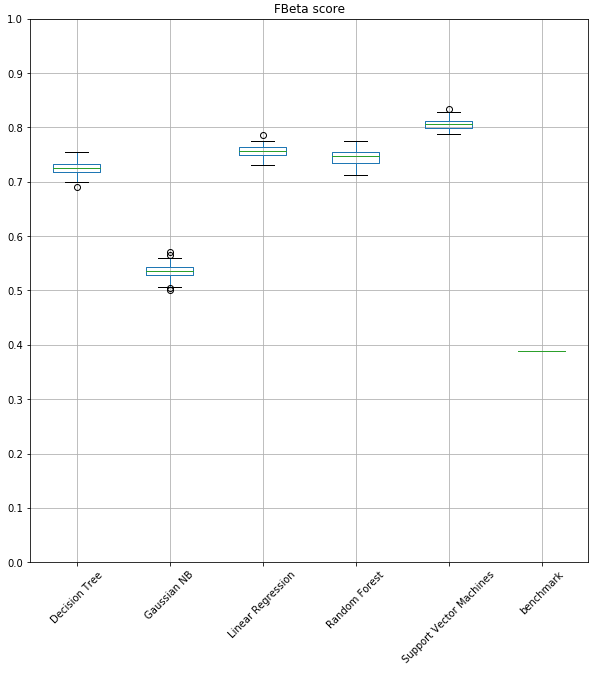 FBeta score
1.0
0.9
0.8
0.7
0.6
0.5
0.4
0.3
0.2
0.1
0.0
Decision Tree
Gaussian NB
Linear Regression
Random Forest
Support Vector Machines
benchmark